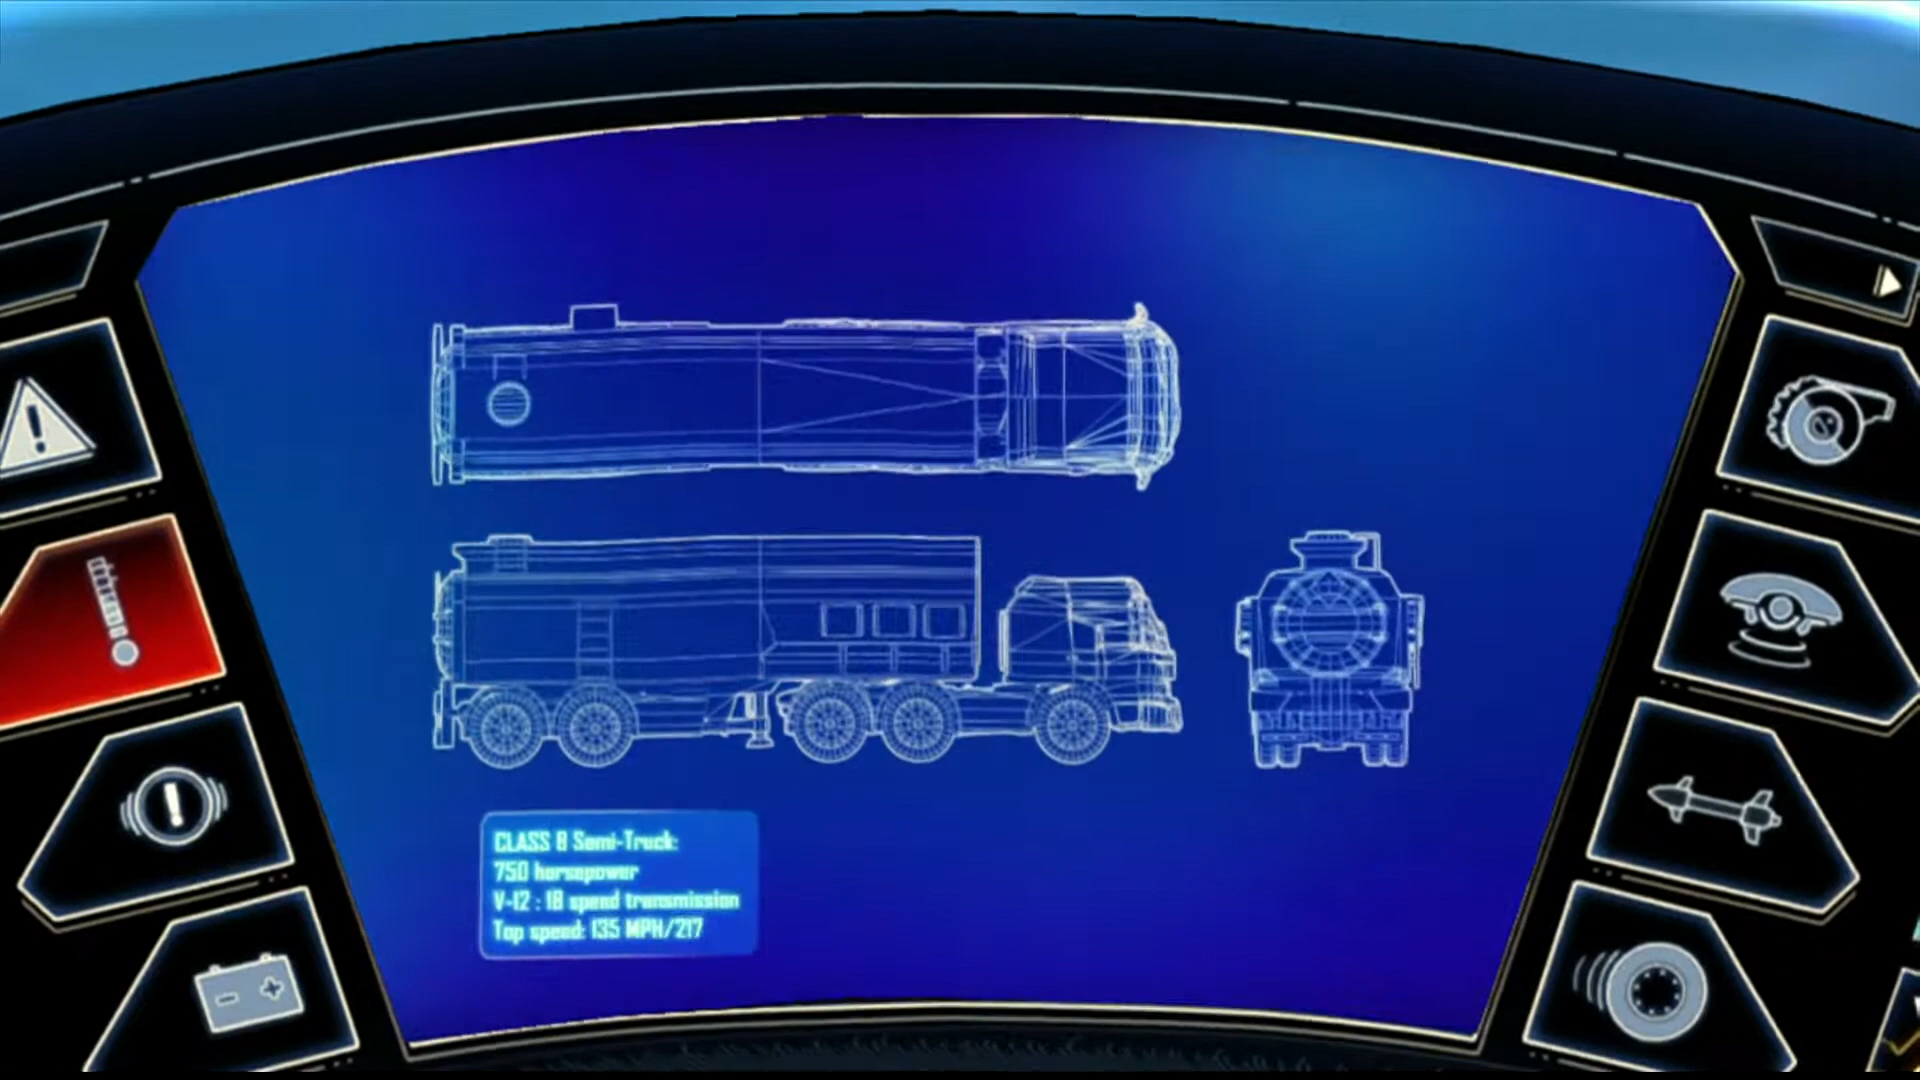 CLASS 8 Semi-Truck:
750 horsepower
V-12 : 18 speed transmission
Top speed: 135 MPH/217